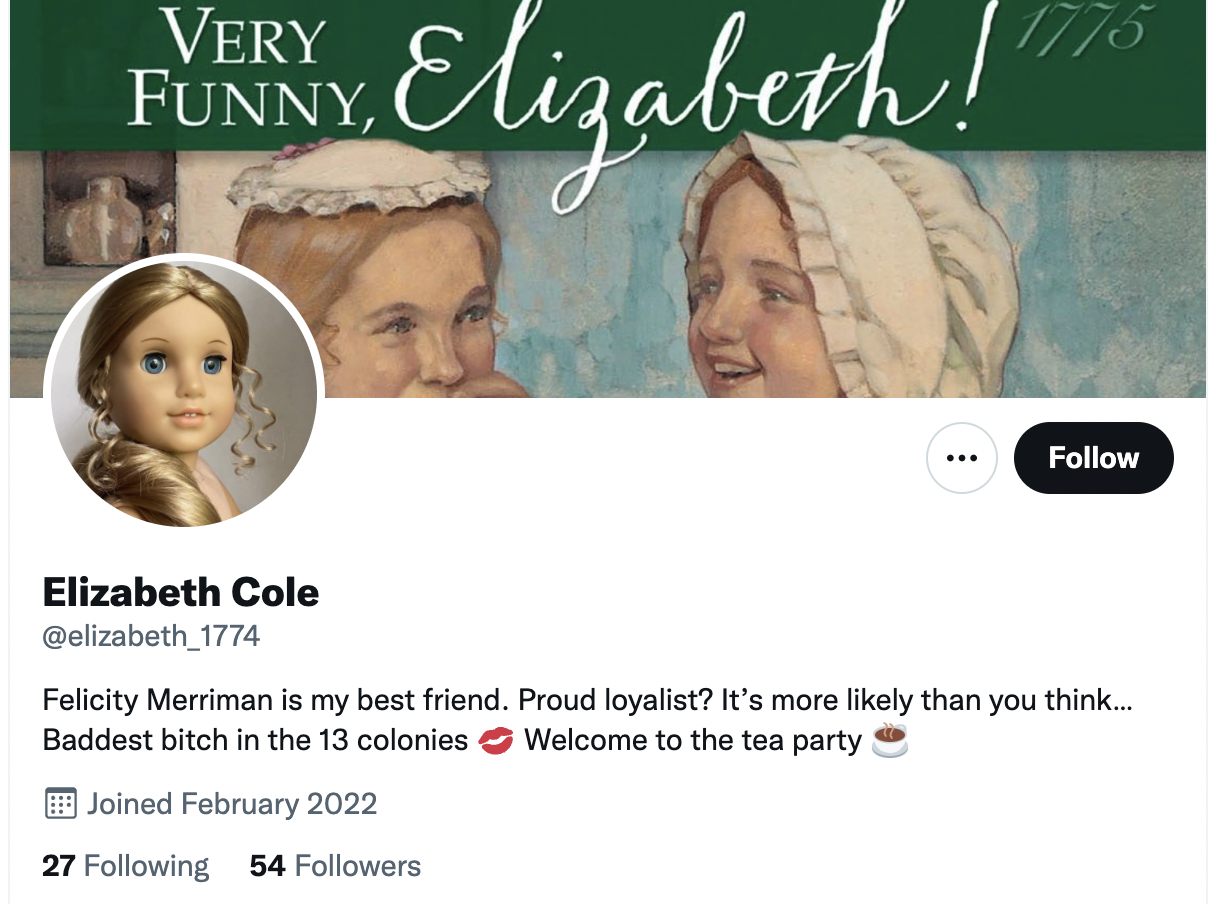 VERY
FUNNY, Elizabeth!
1775
Follow
Elizabeth Cole
@elizabeth_1774
Felicity Merriman is my best friend. Proud loyalist? It’s more likely than you think...
Baddest bitch in the 13 colonies 💋 Welcome to the tea party ☕
Joined February 2022
27 Following 54 Followers